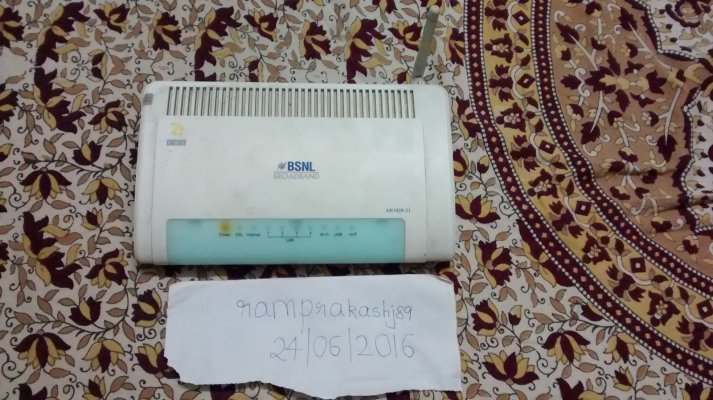 BSNL
BROADBAND
AN1020-21
Power DSL Internet 1 2 3 4 Wi-Fi USB
LAN
ramprakashj89
24/06/2016